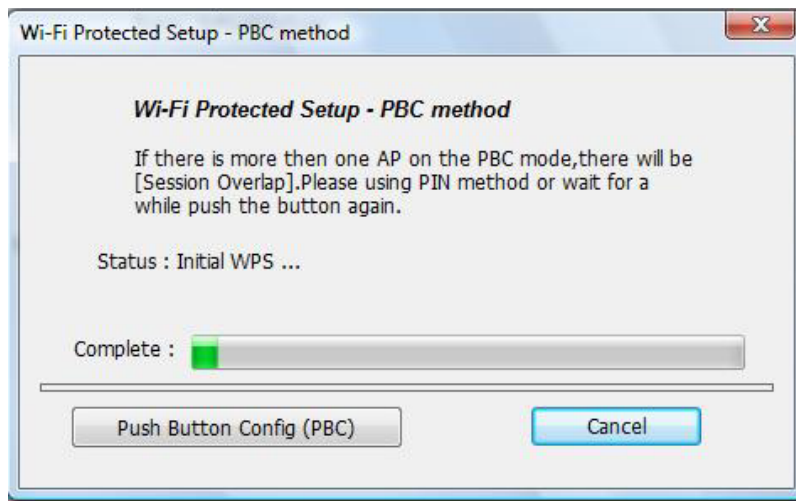 Wi-Fi Protected Setup - PBC method
Wi-Fi Protected Setup - PBC method
If there is more then one AP on the PBC mode,there will be
[Session Overlap].Please using PIN method or wait for a
while push the button again.
Status : Initial WPS ...
Complete :
Push Button Config (PBC) Cancel